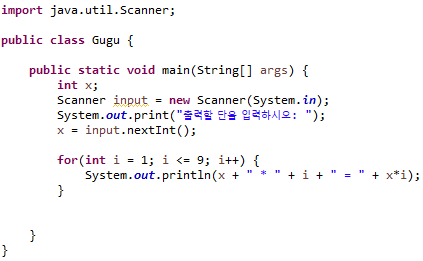 import java.util.Scanner;
public class Gugu {
public static void main(String[] args) {
int x;
Scanner input = new Scanner(System.in);
System.out.print("출력할 단을 입력하시오: ");
x = input.nextInt();
for(int i = 1; i <= 9; i++) {
System.out.println(x + " * " + i + " = " + x*i);
}
}
}